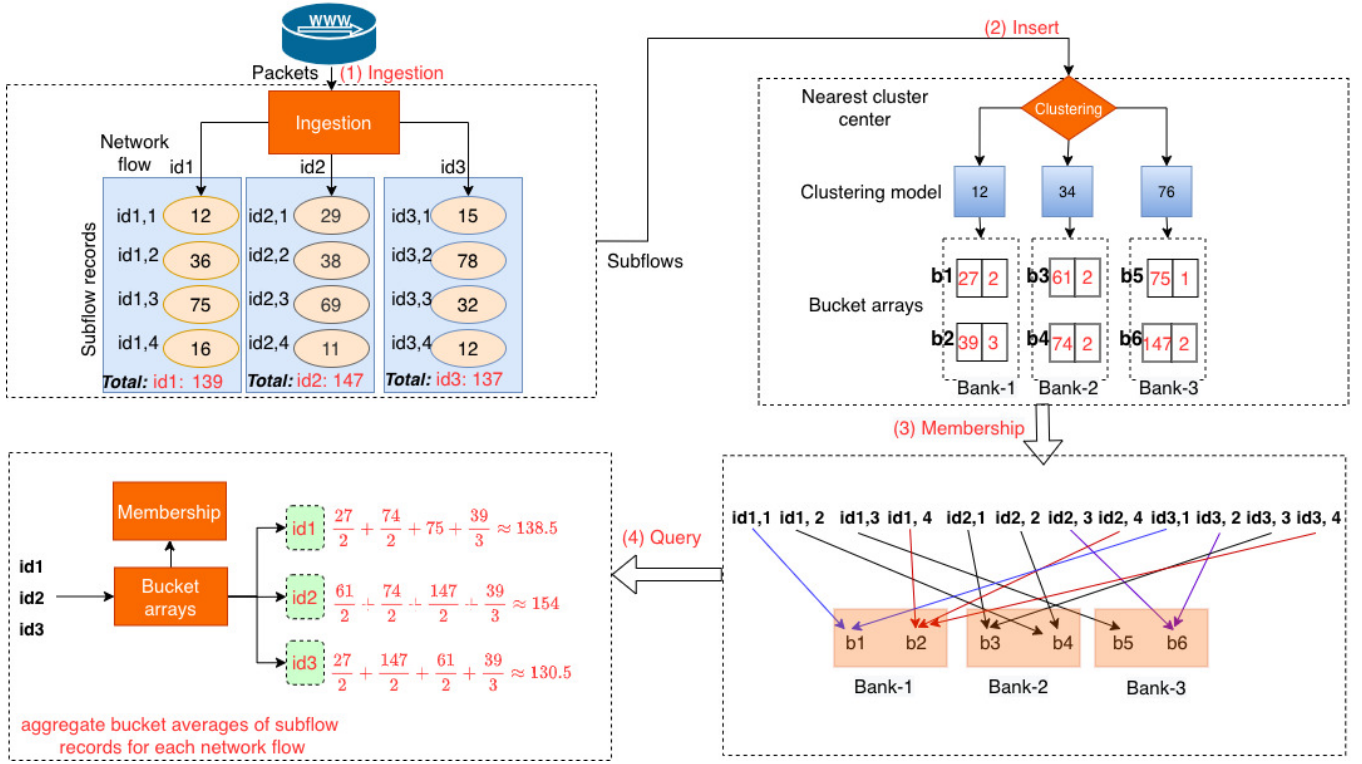 WWW
Packets
(1) Ingestion
Ingestion
Network
flow
id1
id2
id3
Subflow records
id1,1
12
id1,2
36
id1,3
75
id1,4
16
Total: id1: 139
id2,1
29
id2,2
38
id2,3
69
id2,4
11
Total: id2: 147
id3,1
15
id3,2
78
id3,3
32
id3,4
12
Total: id3: 137
Subflows
(2) Insert
Nearest cluster
center
Clustering
Clustering model
12
34
76
Bucket arrays
b1
27 2
b3
61 2
b5
75 1
b2
39 3
b4
74 2
b6
147 2
Bank-1
Bank-2
Bank-3
(3) Membership
id1,1 id1, 2 id1,3 id1, 4 id2,1 id2, 2 id2, 3 id2, 4 id3,1 id3, 2 id3, 3 id3, 4
b1 b2 b3 b4 b5 b6
Bank-1 Bank-2 Bank-3
(4) Query
Membership
id1
id2
id3
Bucket
arrays
id1 27/2 + 74/2 + 75 + 39/3 ≈ 138.5
id2 61/2 + 74/2 + 147/2 + 39/3 ≈ 154
id3 27/2 + 147/2 + 61/2 + 39/3 ≈ 130.5
aggregate bucket averages of subflow
records for each network flow